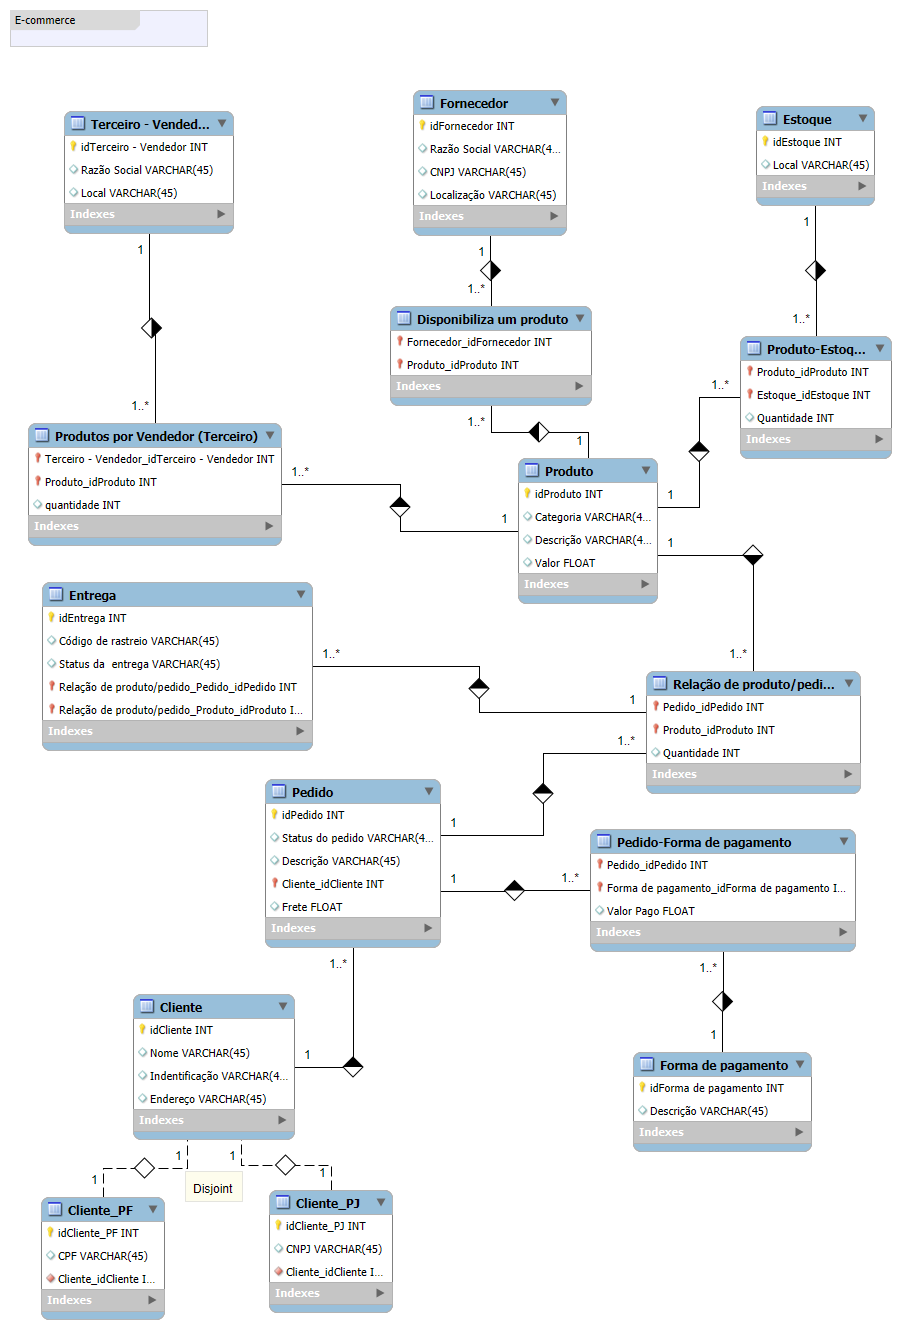 E-commerce
Terceiro - Vended...
idTerceiro - Vendedor INT
Razão Social VARCHAR(45)
Local VARCHAR(45)
Indexes
1
1..*
Fornecedor
idFornecedor INT
Razão Social VARCHAR(4...
CNPJ VARCHAR(45)
Localização VARCHAR(45)
Indexes
1
1..*
Estoque
idEstoque INT
Local VARCHAR(45)
Indexes
1
1..*
Disponibiliza um produto
Fornecedor_idFornecedor INT
Produto_idProduto INT
Indexes
1..*
1
Produto-Estoq...
Produto_idProduto INT
Estoque_idEstoque INT
Quantidade INT
Indexes
1..*
1
Produtos por Vendedor (Terceiro)
Terceiro - Vendedor_idTerceiro - Vendedor INT
Produto_idProduto INT
quantidade INT
Indexes
1..*
1
Produto
idProduto INT
Categoria VARCHAR(4...
Descrição VARCHAR(4...
Valor FLOAT
Indexes
1
1..*
Entrega
idEntrega INT
Código de rastreio VARCHAR(45)
Status da  entrega VARCHAR(45)
Relação de produto/pedido_Pedido_idPedido INT
Relação de produto/pedido_Produto_idProduto I...
Indexes
1..*
1
Relação de produto/pedi...
Pedido_idPedido INT
Produto_idProduto INT
Quantidade INT
Indexes
1..*
1
Pedido
idPedido INT
Status do pedido VARCHAR(4...
Descrição VARCHAR(45)
Cliente_idCliente INT
Frete FLOAT
Indexes
1
1..*
Pedido-Forma de pagamento
Pedido_idPedido INT
Forma de pagamento_idForma de pagamento I...
Valor Pago FLOAT
Indexes
1..*
1
1..*
1
Cliente
idCliente INT
Nome VARCHAR(45)
Indentificação VARCHAR(4...
Endereço VARCHAR(45)
Indexes
Forma de pagamento
idForma de pagamento INT
Descrição VARCHAR(45)
Indexes
1
1
1
1
Disjoint
Cliente_PF
idCliente_PF INT
CPF VARCHAR(45)
Cliente_idCliente I...
Indexes
Cliente_PJ
idCliente_PJ INT
CNPJ VARCHAR(45)
Cliente_idCliente I...
Indexes